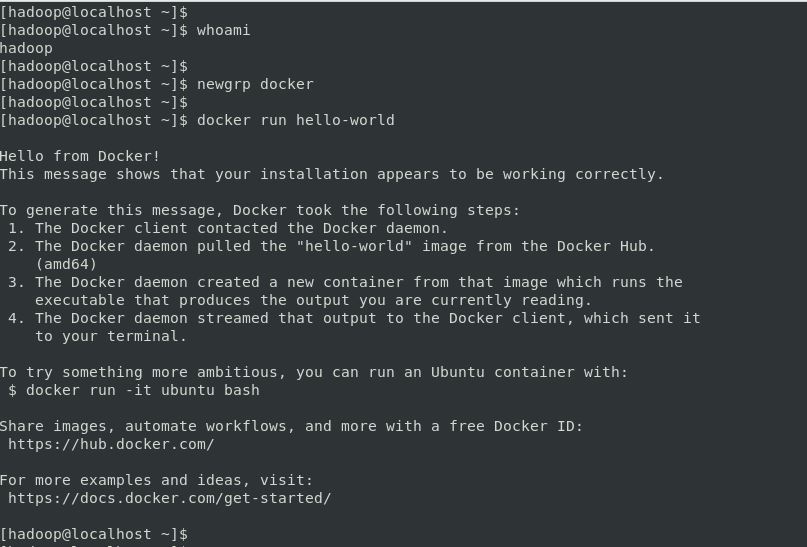 [hadoop@localhost ~]$
[hadoop@localhost ~]$ whoami
hadoop
[hadoop@localhost ~]$
[hadoop@localhost ~]$ newgrp docker
[hadoop@localhost ~]$
[hadoop@localhost ~]$ docker run hello-world
Hello from Docker!
This message shows that your installation appears to be working correctly.
To generate this message, Docker took the following steps:
1. The Docker client contacted the Docker daemon.
2. The Docker daemon pulled the "hello-world" image from the Docker Hub.
(amd64)
3. The Docker daemon created a new container from that image which runs the
executable that produces the output you are currently reading.
4. The Docker daemon streamed that output to the Docker client, which sent it
to your terminal.
To try something more ambitious, you can run an Ubuntu container with:
$ docker run -it ubuntu bash
Share images, automate workflows, and more with a free Docker ID:
https://hub.docker.com/
For more examples and ideas, visit:
https://docs.docker.com/get-started/
[hadoop@localhost ~]$